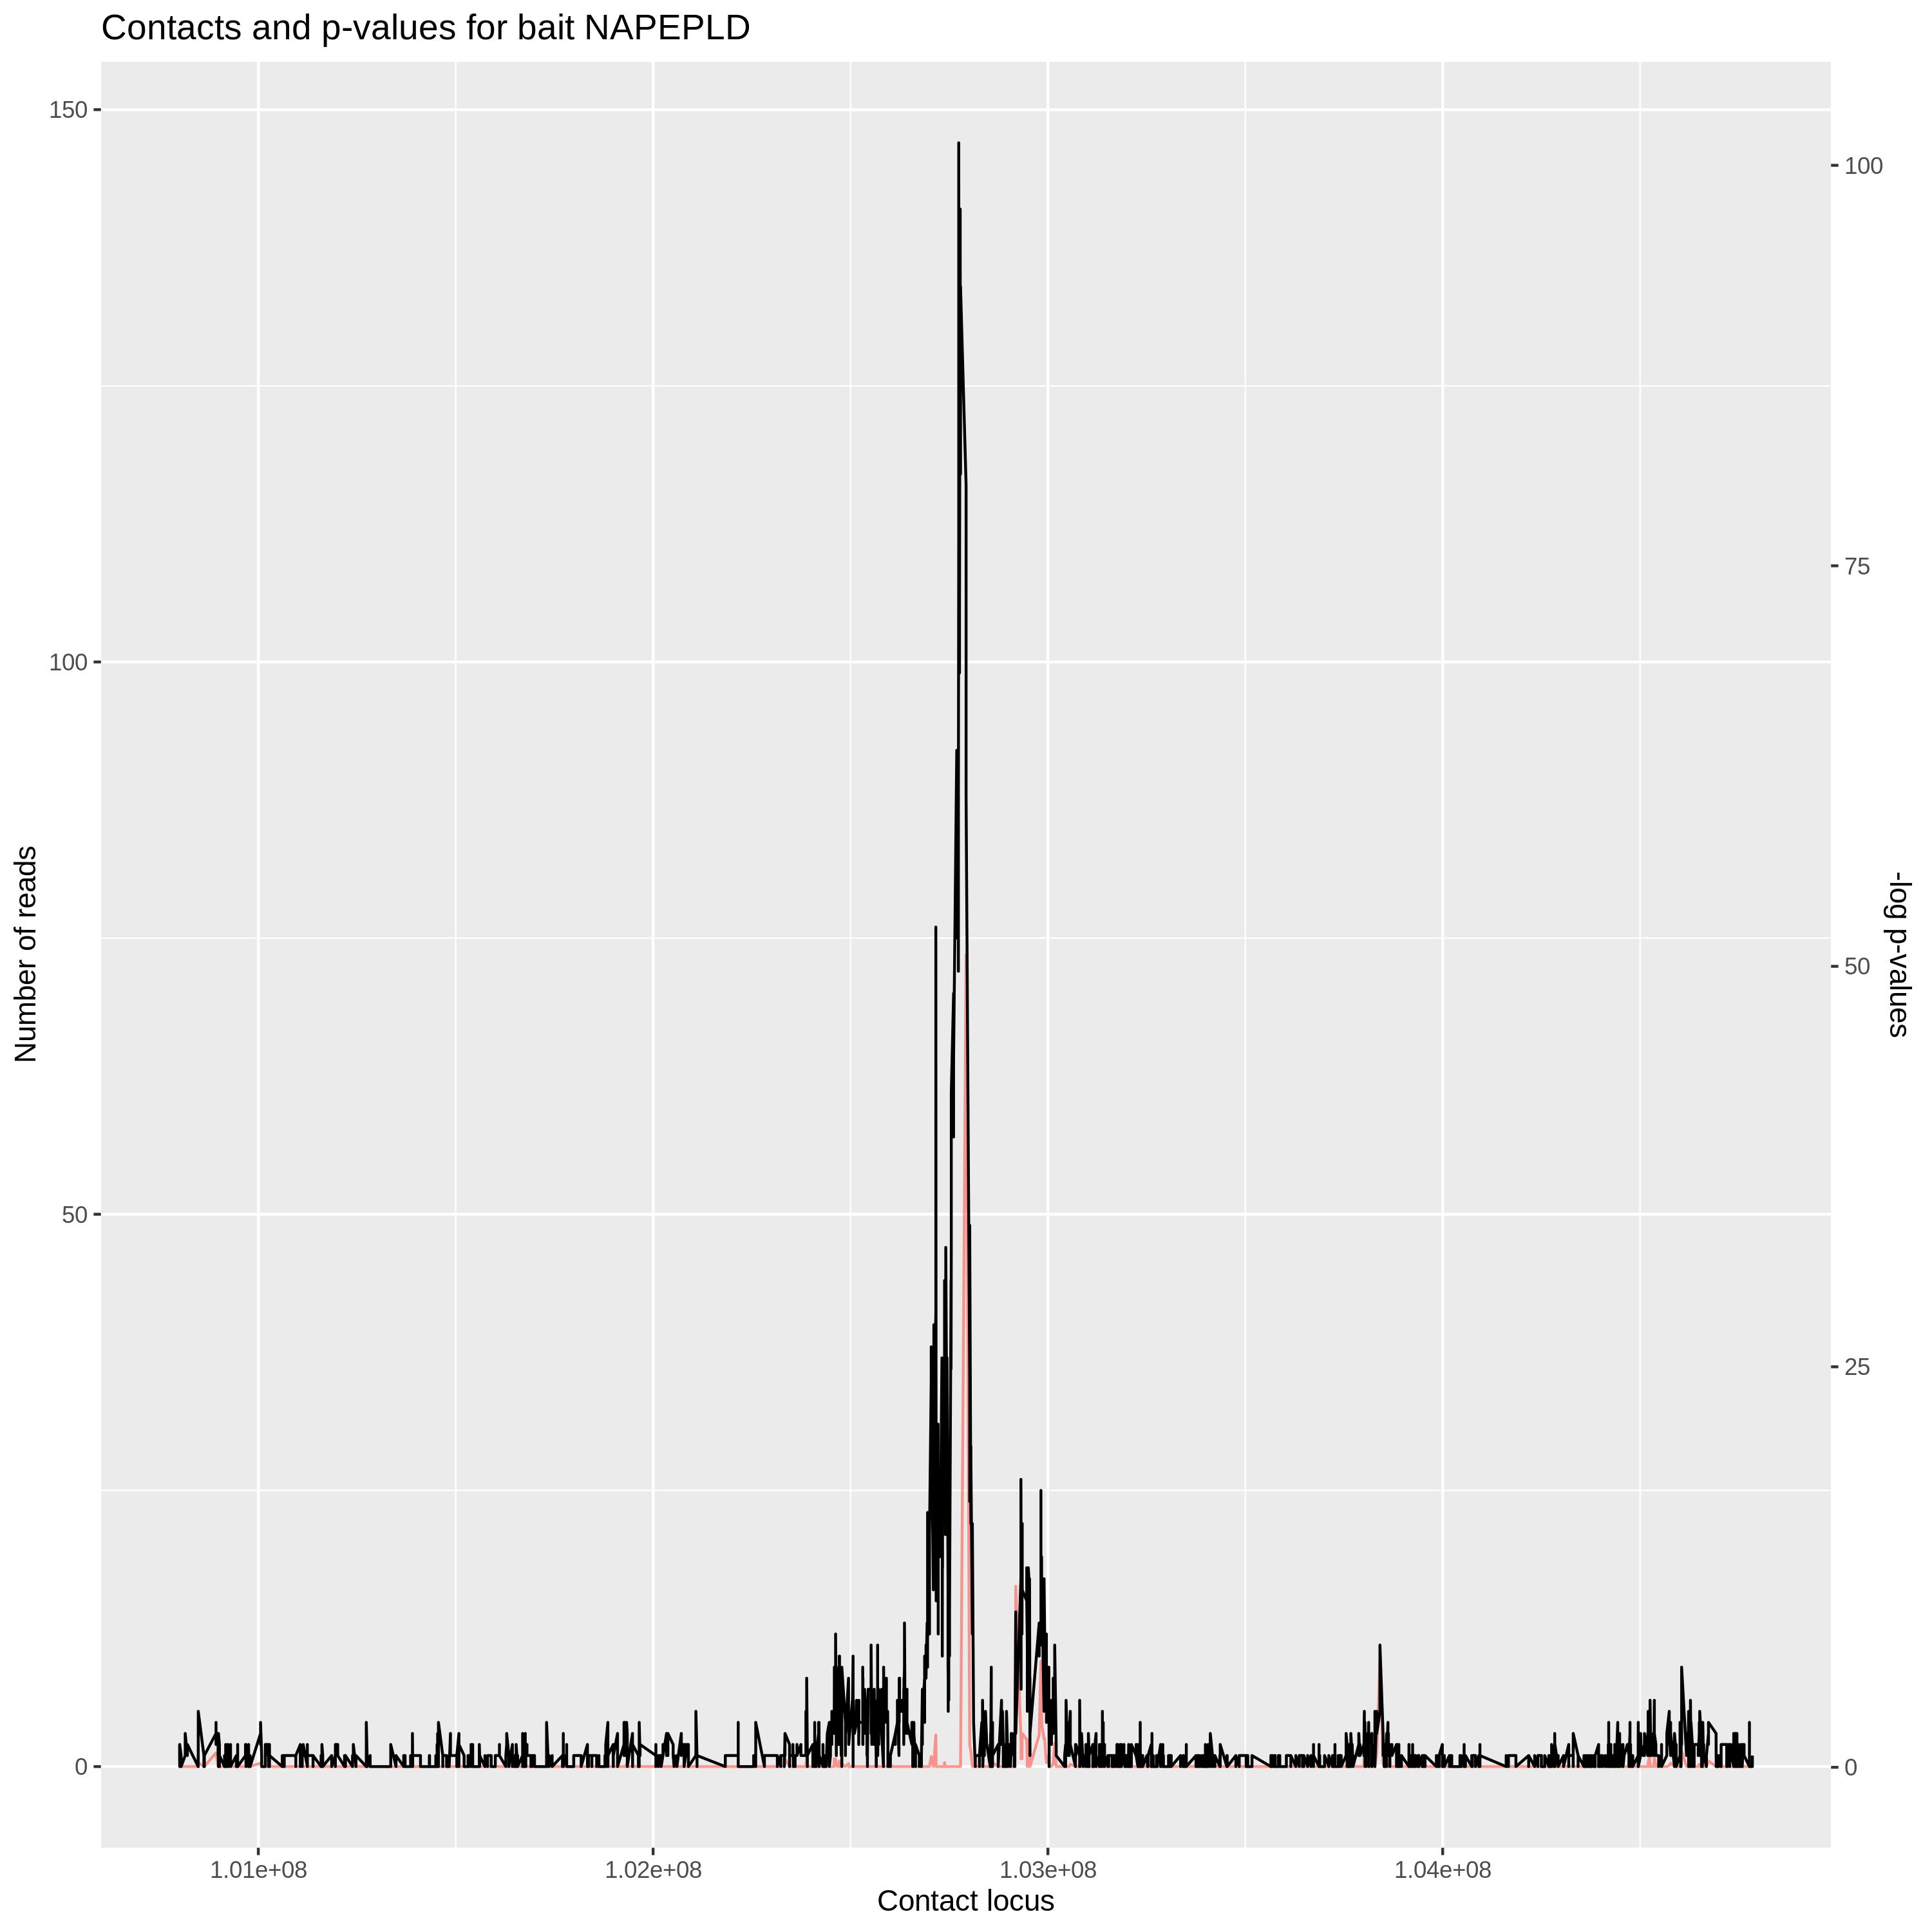 Contacts and p-values for bait NAPEPLD
150
100
50
0
Number of reads
100
75
50
25
0
-log p-values
1.01e+08 1.02e+08 1.03e+08 1.04e+08
Contact locus